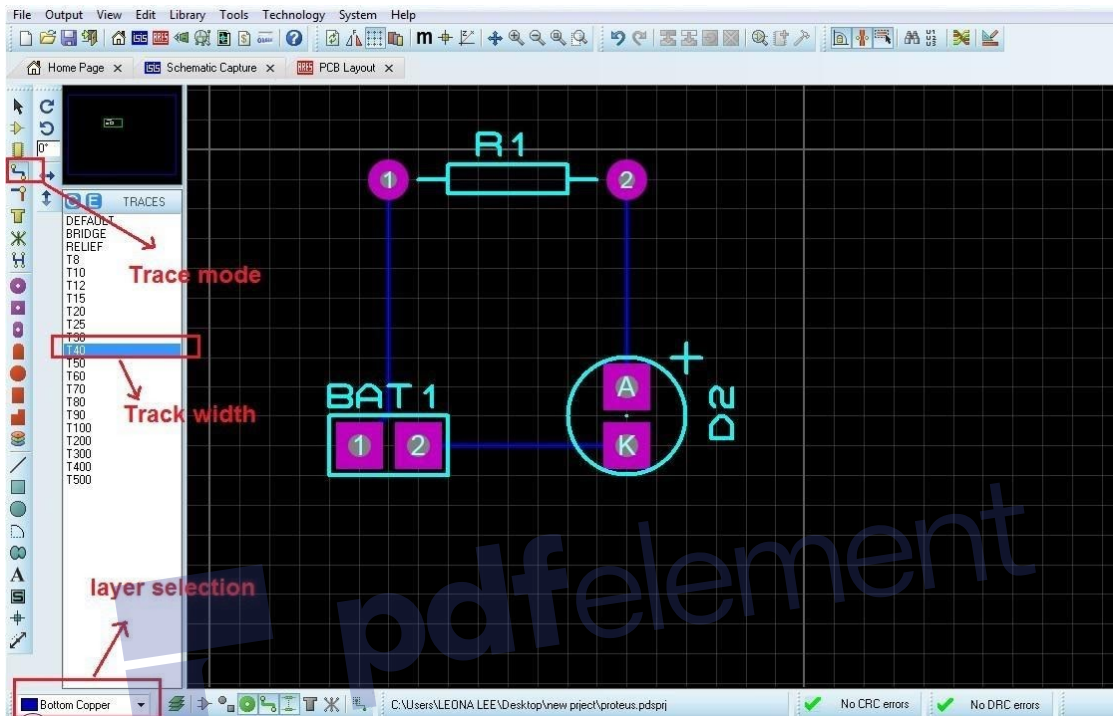 File Output View Edit Library Tools Technology System Help
Home Page Schematic Capture PCB Layout
0°
TRACES
DEFAULT
BRIDGE
RELIEF
T8
T10
T12
T15
T20
T25
T30
T40
T50
T60
T70
T80
T90
T100
T200
T300
T400
T500
Trace mode
Track width
layer selection
R1
1 2
BAT 1
1 2
A
K
D2
pdfelement
Bottom Copper
C:\Users\LEONA LEE\Desktop\new prject\proteus.pdsprj
No CRC errors
No DRC errors